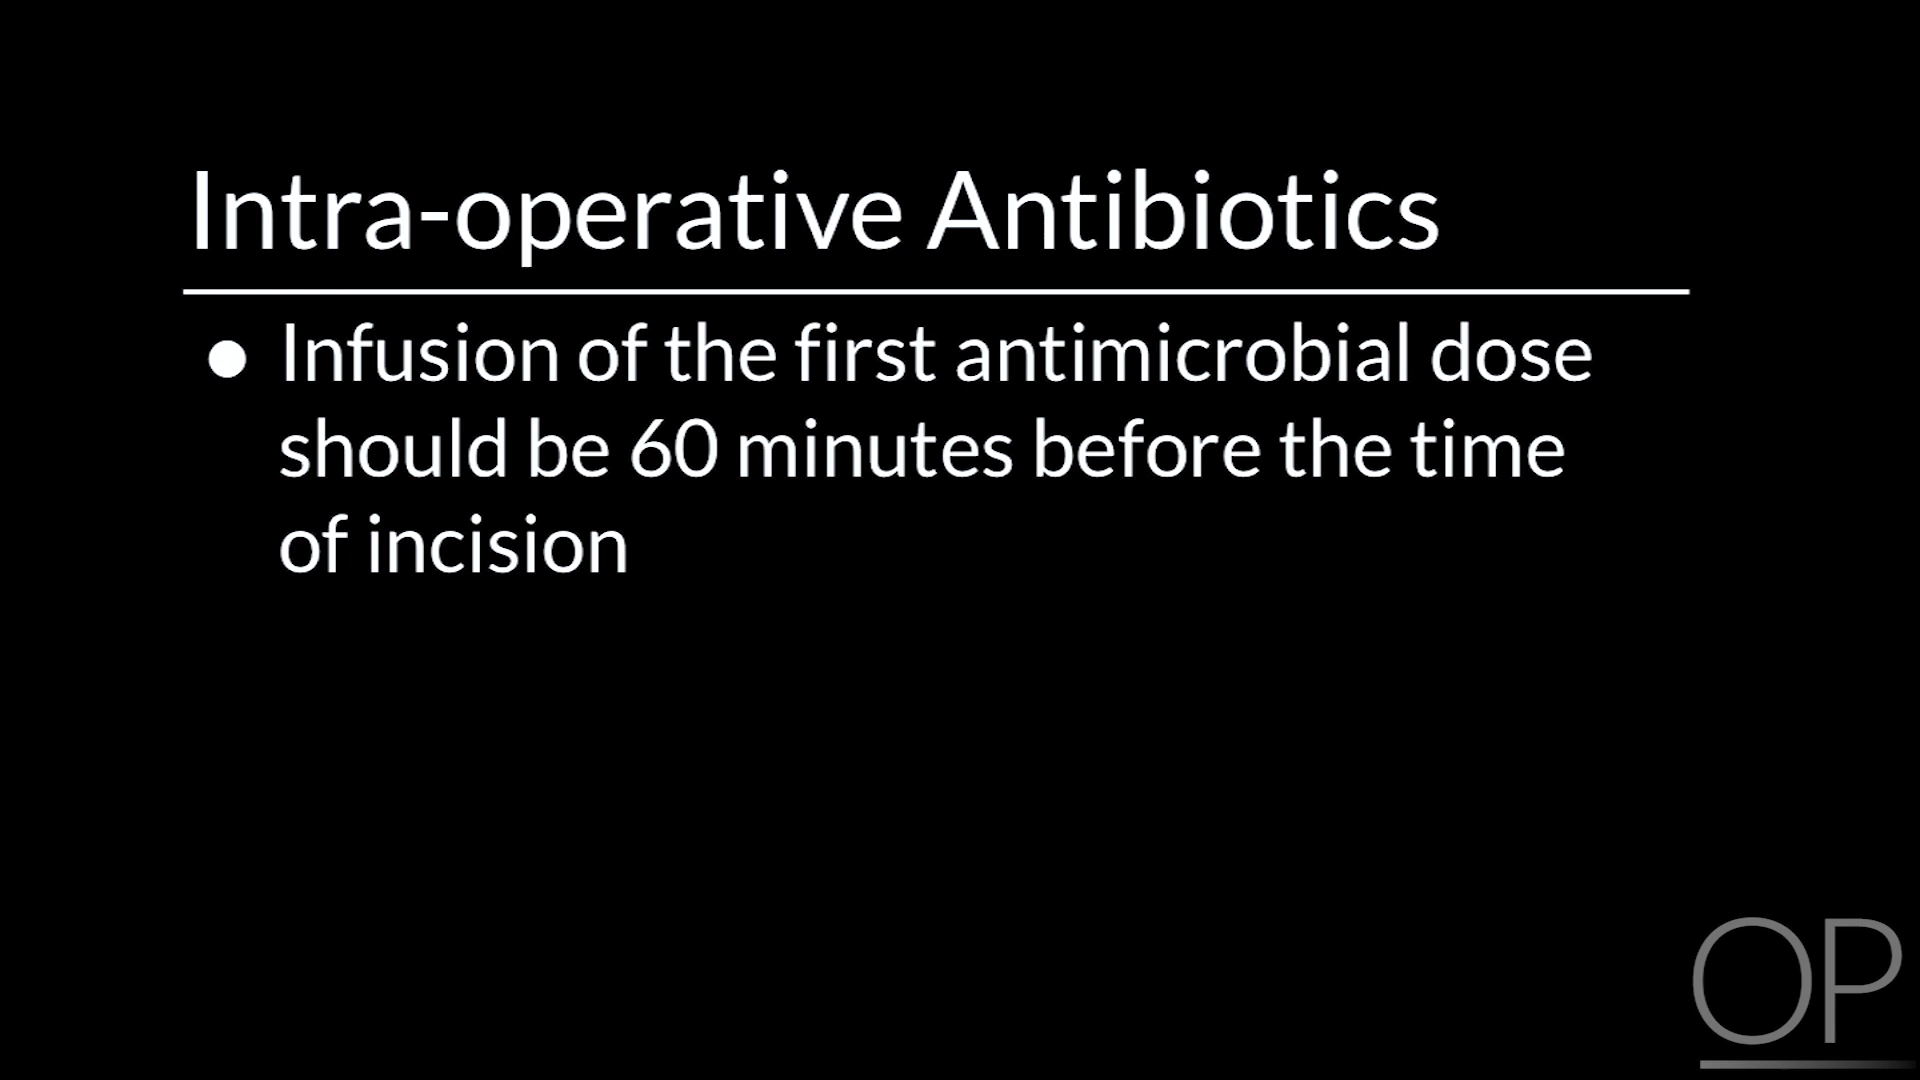 Intra-operative Antibiotics
● Infusion of the first antimicrobial dose
should be 60 minutes before the time
of incision
OP